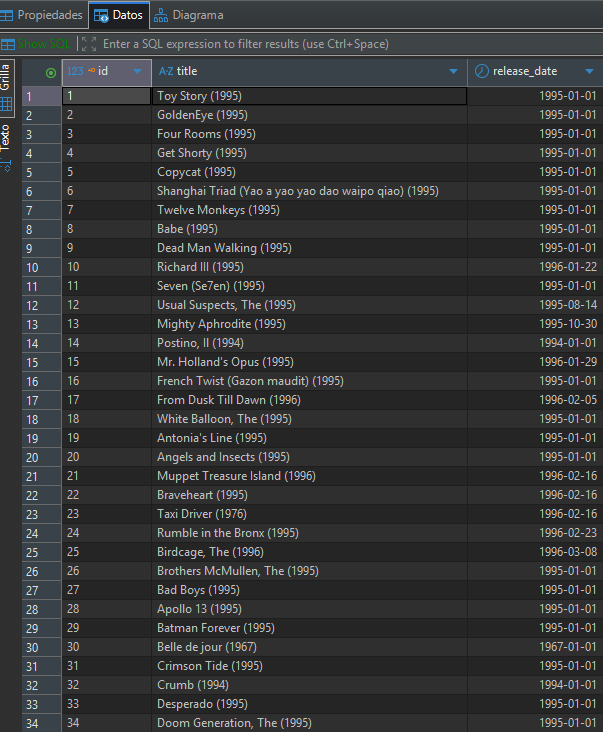 Propiedades Datos Diagrama
Show SQL Enter a SQL expression to filter results (use Ctrl+Space)
Grilla
Texto
123 id A-Z title release_date
1 1 Toy Story (1995) 1995-01-01
2 2 GoldenEye (1995) 1995-01-01
3 3 Four Rooms (1995) 1995-01-01
4 4 Get Shorty (1995) 1995-01-01
5 5 Copycat (1995) 1995-01-01
6 6 Shanghai Triad (Yao a yao yao dao waipo qiao) (1995) 1995-01-01
7 7 Twelve Monkeys (1995) 1995-01-01
8 8 Babe (1995) 1995-01-01
9 9 Dead Man Walking (1995) 1995-01-01
10 10 Richard III (1995) 1996-01-22
11 11 Seven (Se7en) (1995) 1995-01-01
12 12 Usual Suspects, The (1995) 1995-08-14
13 13 Mighty Aphrodite (1995) 1995-10-30
14 14 Postino, Il (1994) 1994-01-01
15 15 Mr. Holland's Opus (1995) 1996-01-29
16 16 French Twist (Gazon maudit) (1995) 1995-01-01
17 17 From Dusk Till Dawn (1996) 1996-02-05
18 18 White Balloon, The (1995) 1995-01-01
19 19 Antonia's Line (1995) 1995-01-01
20 20 Angels and Insects (1995) 1995-01-01
21 21 Muppet Treasure Island (1996) 1996-02-16
22 22 Braveheart (1995) 1996-02-16
23 23 Taxi Driver (1976) 1996-02-16
24 24 Rumble in the Bronx (1995) 1996-02-23
25 25 Birdcage, The (1996) 1996-03-08
26 26 Brothers McMullen, The (1995) 1995-01-01
27 27 Bad Boys (1995) 1995-01-01
28 28 Apollo 13 (1995) 1995-01-01
29 29 Batman Forever (1995) 1995-01-01
30 30 Belle de jour (1967) 1967-01-01
31 31 Crimson Tide (1995) 1995-01-01
32 32 Crumb (1994) 1994-01-01
33 33 Desperado (1995) 1995-01-01
34 34 Doom Generation, The (1995) 1995-01-01